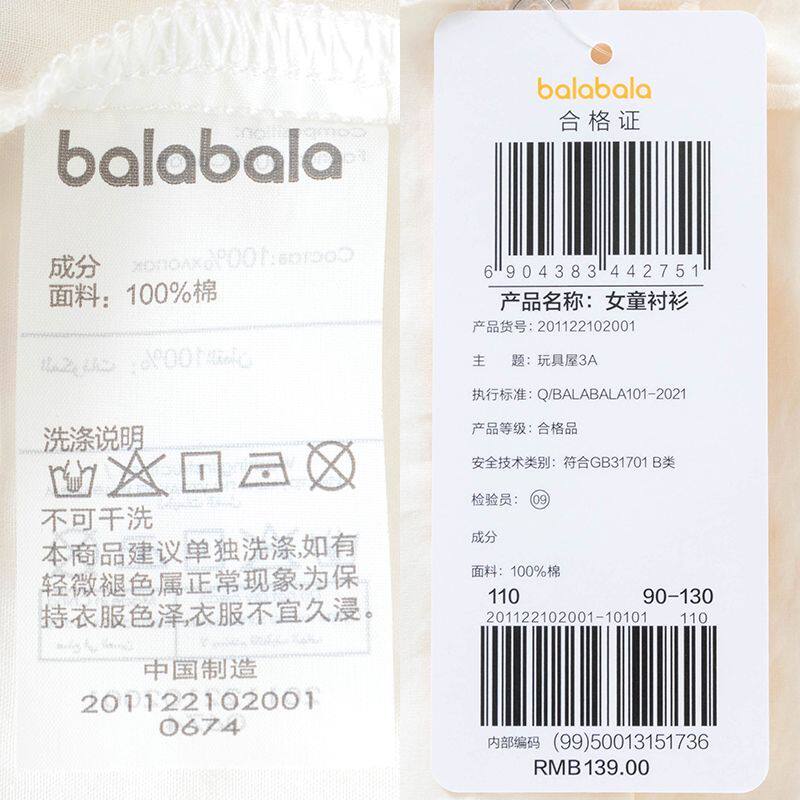 balabala
成分
面料：100%棉
洗涤说明
不可干洗
本商品建议单独洗涤,如有
轻微褪色属正常现象,为保
持衣服色泽,衣服不宜久浸。
中国制造
201122102001
0674
balabala
合格证
6 904383 442751
产品名称：女童衬衫
产品货号：201122102001
主 题：玩具屋3A
执行标准：Q/BALABALA101-2021
产品等级：合格品
安全技术类别：符合GB31701 B类
检验员：09
成分
面料：100%棉
110 90-130
201122102001-10101 110
内部编码 (99)50013151736
RMB139.00